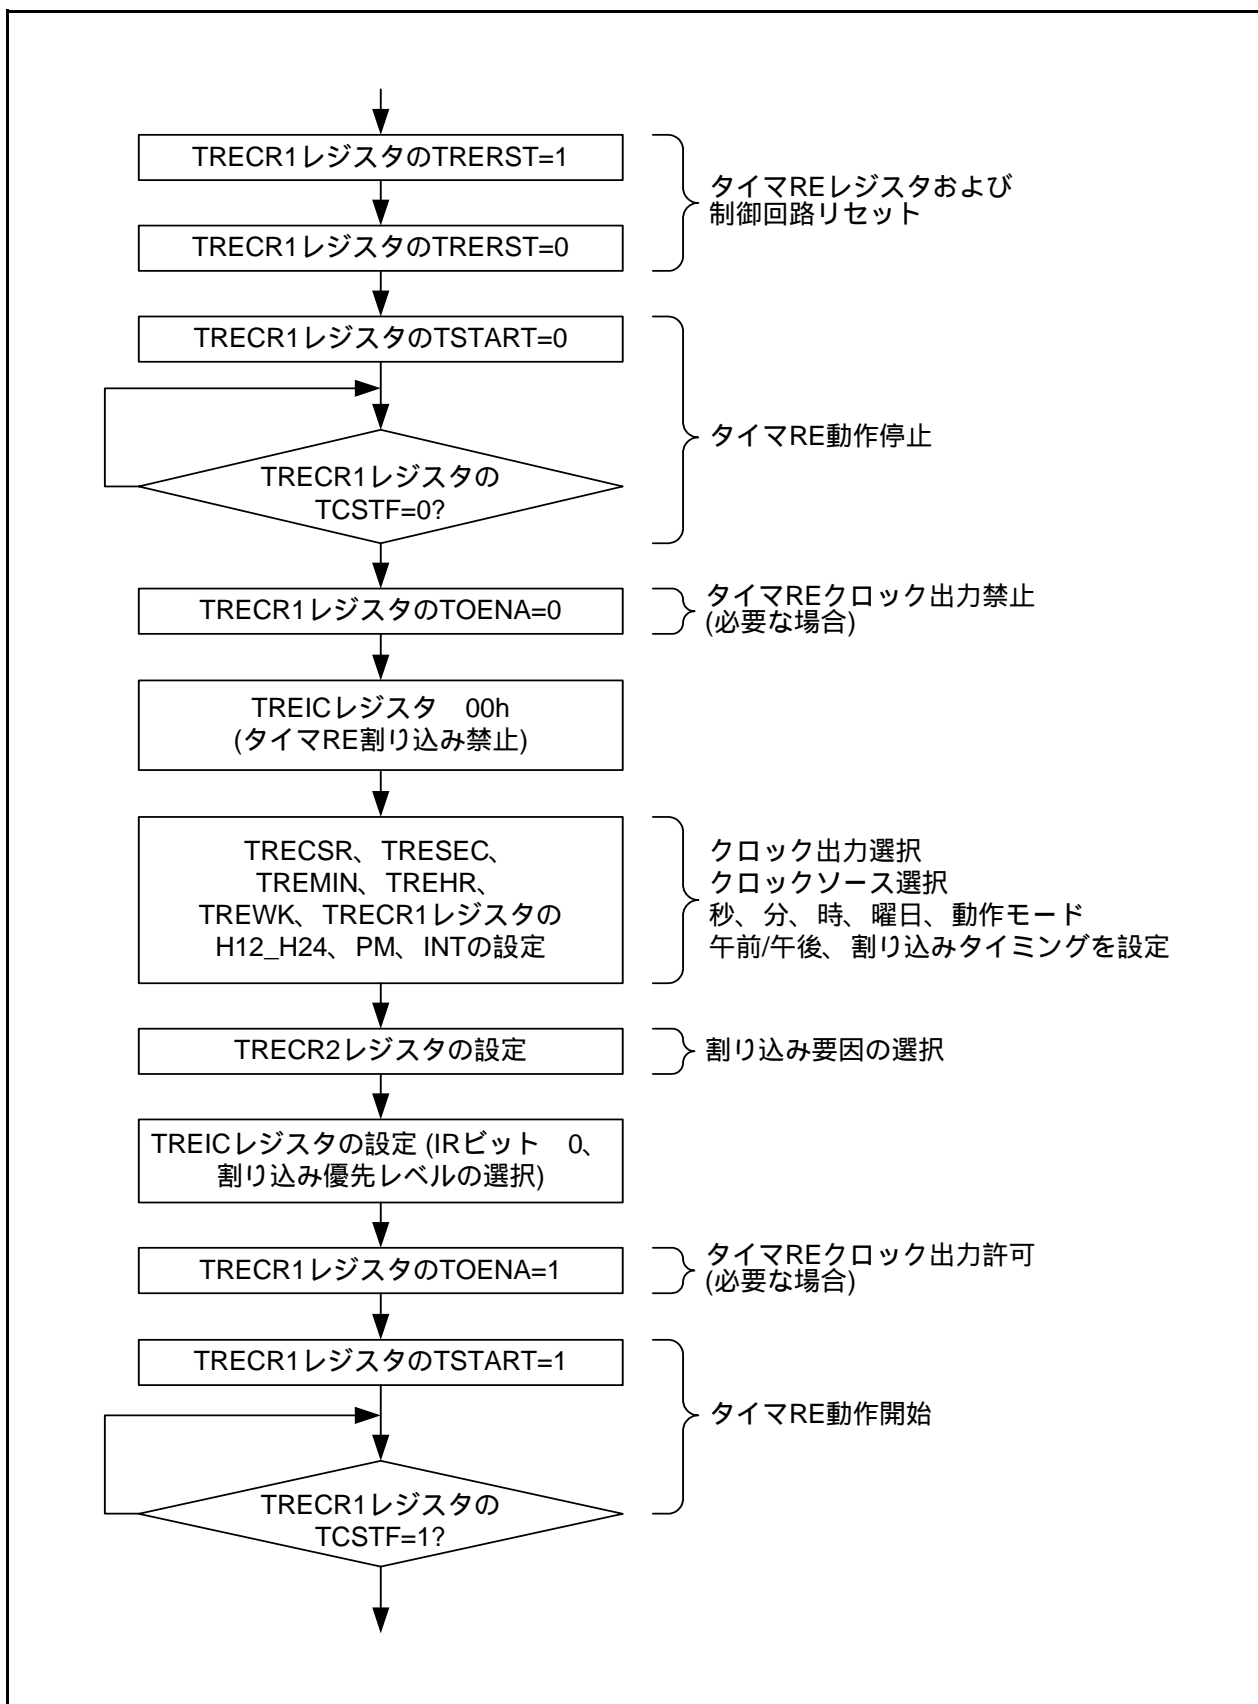 TRECR1レジスタのTRERST=1
タイマREレジスタおよび
制御回路リセット
TRECR1レジスタのTRERST=0
TRECR1レジスタのTSTART=0
タイマRE動作停止
TRECR1レジスタの
TCSTF=0?
TRECR1レジスタのTOENA=0
タイマREクロック出力禁止
(必要な場合)
TREICレジスタ　00h
(タイマRE割り込み禁止)
TRECSR、TRESEC、
TREMIN、TREHR、
TREWK、TRECR1レジスタの
H12_H24、PM、INTの設定
クロック出力選択
クロックソース選択
秒、分、時、曜日、動作モード
午前/午後、割り込みタイミングを設定
TRECR2レジスタの設定
割り込み要因の選択
TREICレジスタの設定 (IRビット　0、
割り込み優先レベルの選択)
TRECR1レジスタのTOENA=1
タイマREクロック出力許可
(必要な場合)
TRECR1レジスタのTSTART=1
タイマRE動作開始
TRECR1レジスタの
TCSTF=1?